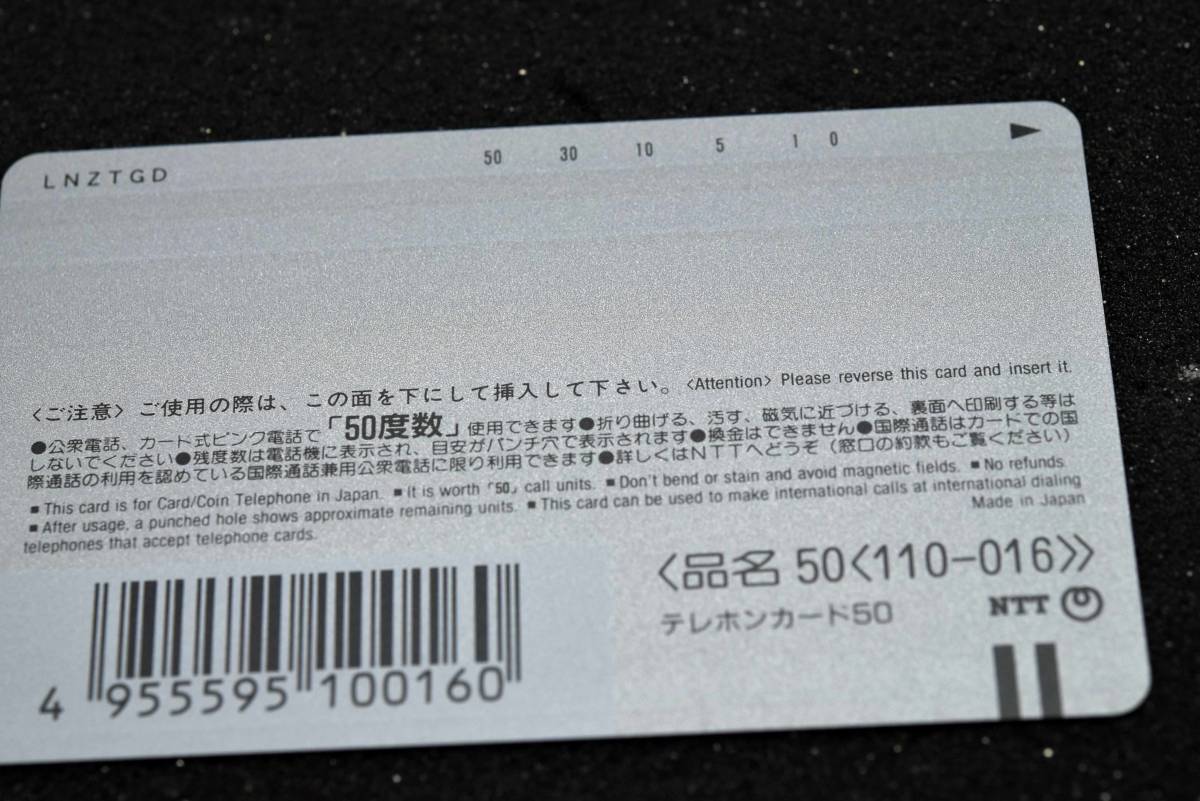 LNZTGD
50 30 10 5 1 0
〈ご注意〉ご使用の際は、この面を下にして挿入して下さい。〈Attention〉Please reverse this card and insert it.
●公衆電話、カード式ピンク電話で「50度数」使用できます●折り曲げる、汚す、磁気に近づける、裏面へ印刷する等は
しないでください●残度数は電話機に表示され、目安がパンチ穴で表示されます●換金はできません●国際通話はカードでの国
際通話の利用を認めている国際通話兼用公衆電話に限り利用できます●詳しくはNTTへどうぞ（窓口の約款もご覧ください）
■This card is for Card/Coin Telephone in Japan. ■It is worth「50」call units. ■Don't bend or stain and avoid magnetic fields. ■No refunds
■After usage, a punched hole shows approximate remaining units. ■This card can be used to make international calls at international dialing
telephones that accept telephone cards.
Made in Japan
〈品名 50〈110-016〉〉
テレホンカード50
NTT
4 955595 100160